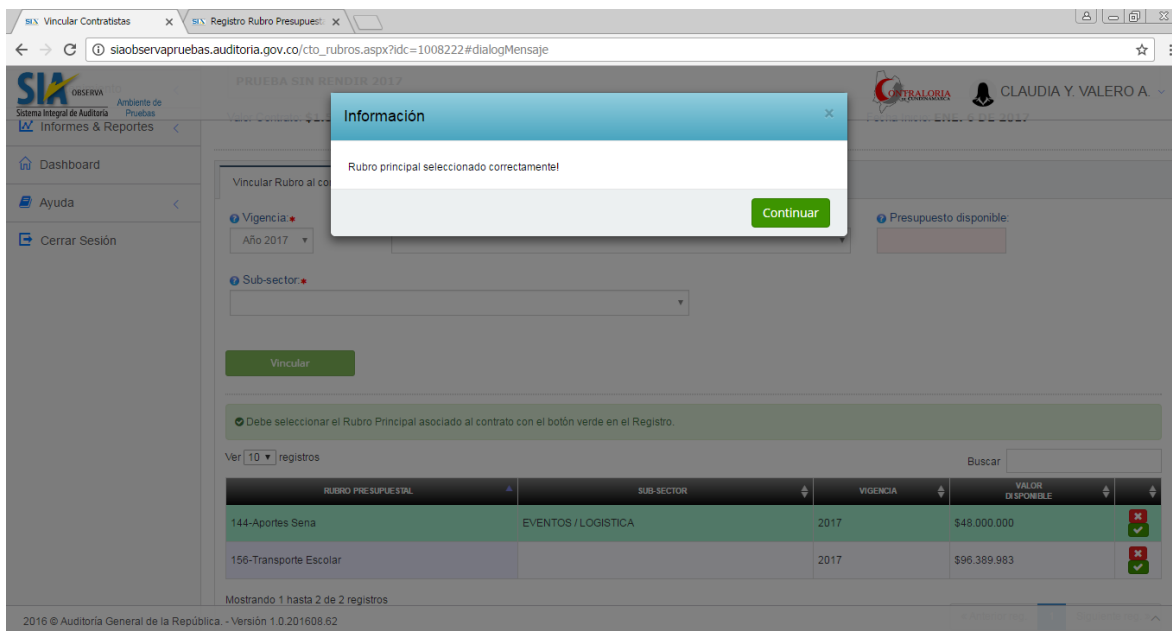 SIA Vincular Contratistas
SIA Registro Rubro Presupuest
siaobservapruebas.auditoria.gov.co/cto_rubros.aspx?idc=1008222#dialogMensaje
SIA
OBSERVA
Ambiente de
Pruebas
Sistema Integral de Auditoría
PRUEBA SIN RENDIR 2017
CONTRALORIA
DE CUNDINAMARCA
CLAUDIA Y. VALERO A.
Informes & Reportes
Dashboard
Ayuda
Cerrar Sesión
Información
Rubro principal seleccionado correctamente!
Continuar
Vincular Rubro al co
Vigencia:
Año 2017
Presupuesto disponible:
Sub-sector:
Vincular
Debe seleccionar el Rubro Principal asociado al contrato con el botón verde en el Registro.
Ver 10 registros
Buscar
RUBRO PRESUPUESTAL SUB-SECTOR VIGENCIA VALOR DISPONIBLE
144-Aportes Sena EVENTOS / LOGISTICA 2017 $48.000.000
156-Transporte Escolar 2017 $96.389.983
Mostrando 1 hasta 2 de 2 registros
2016 © Auditoría General de la República. - Versión 1.0.201608.62